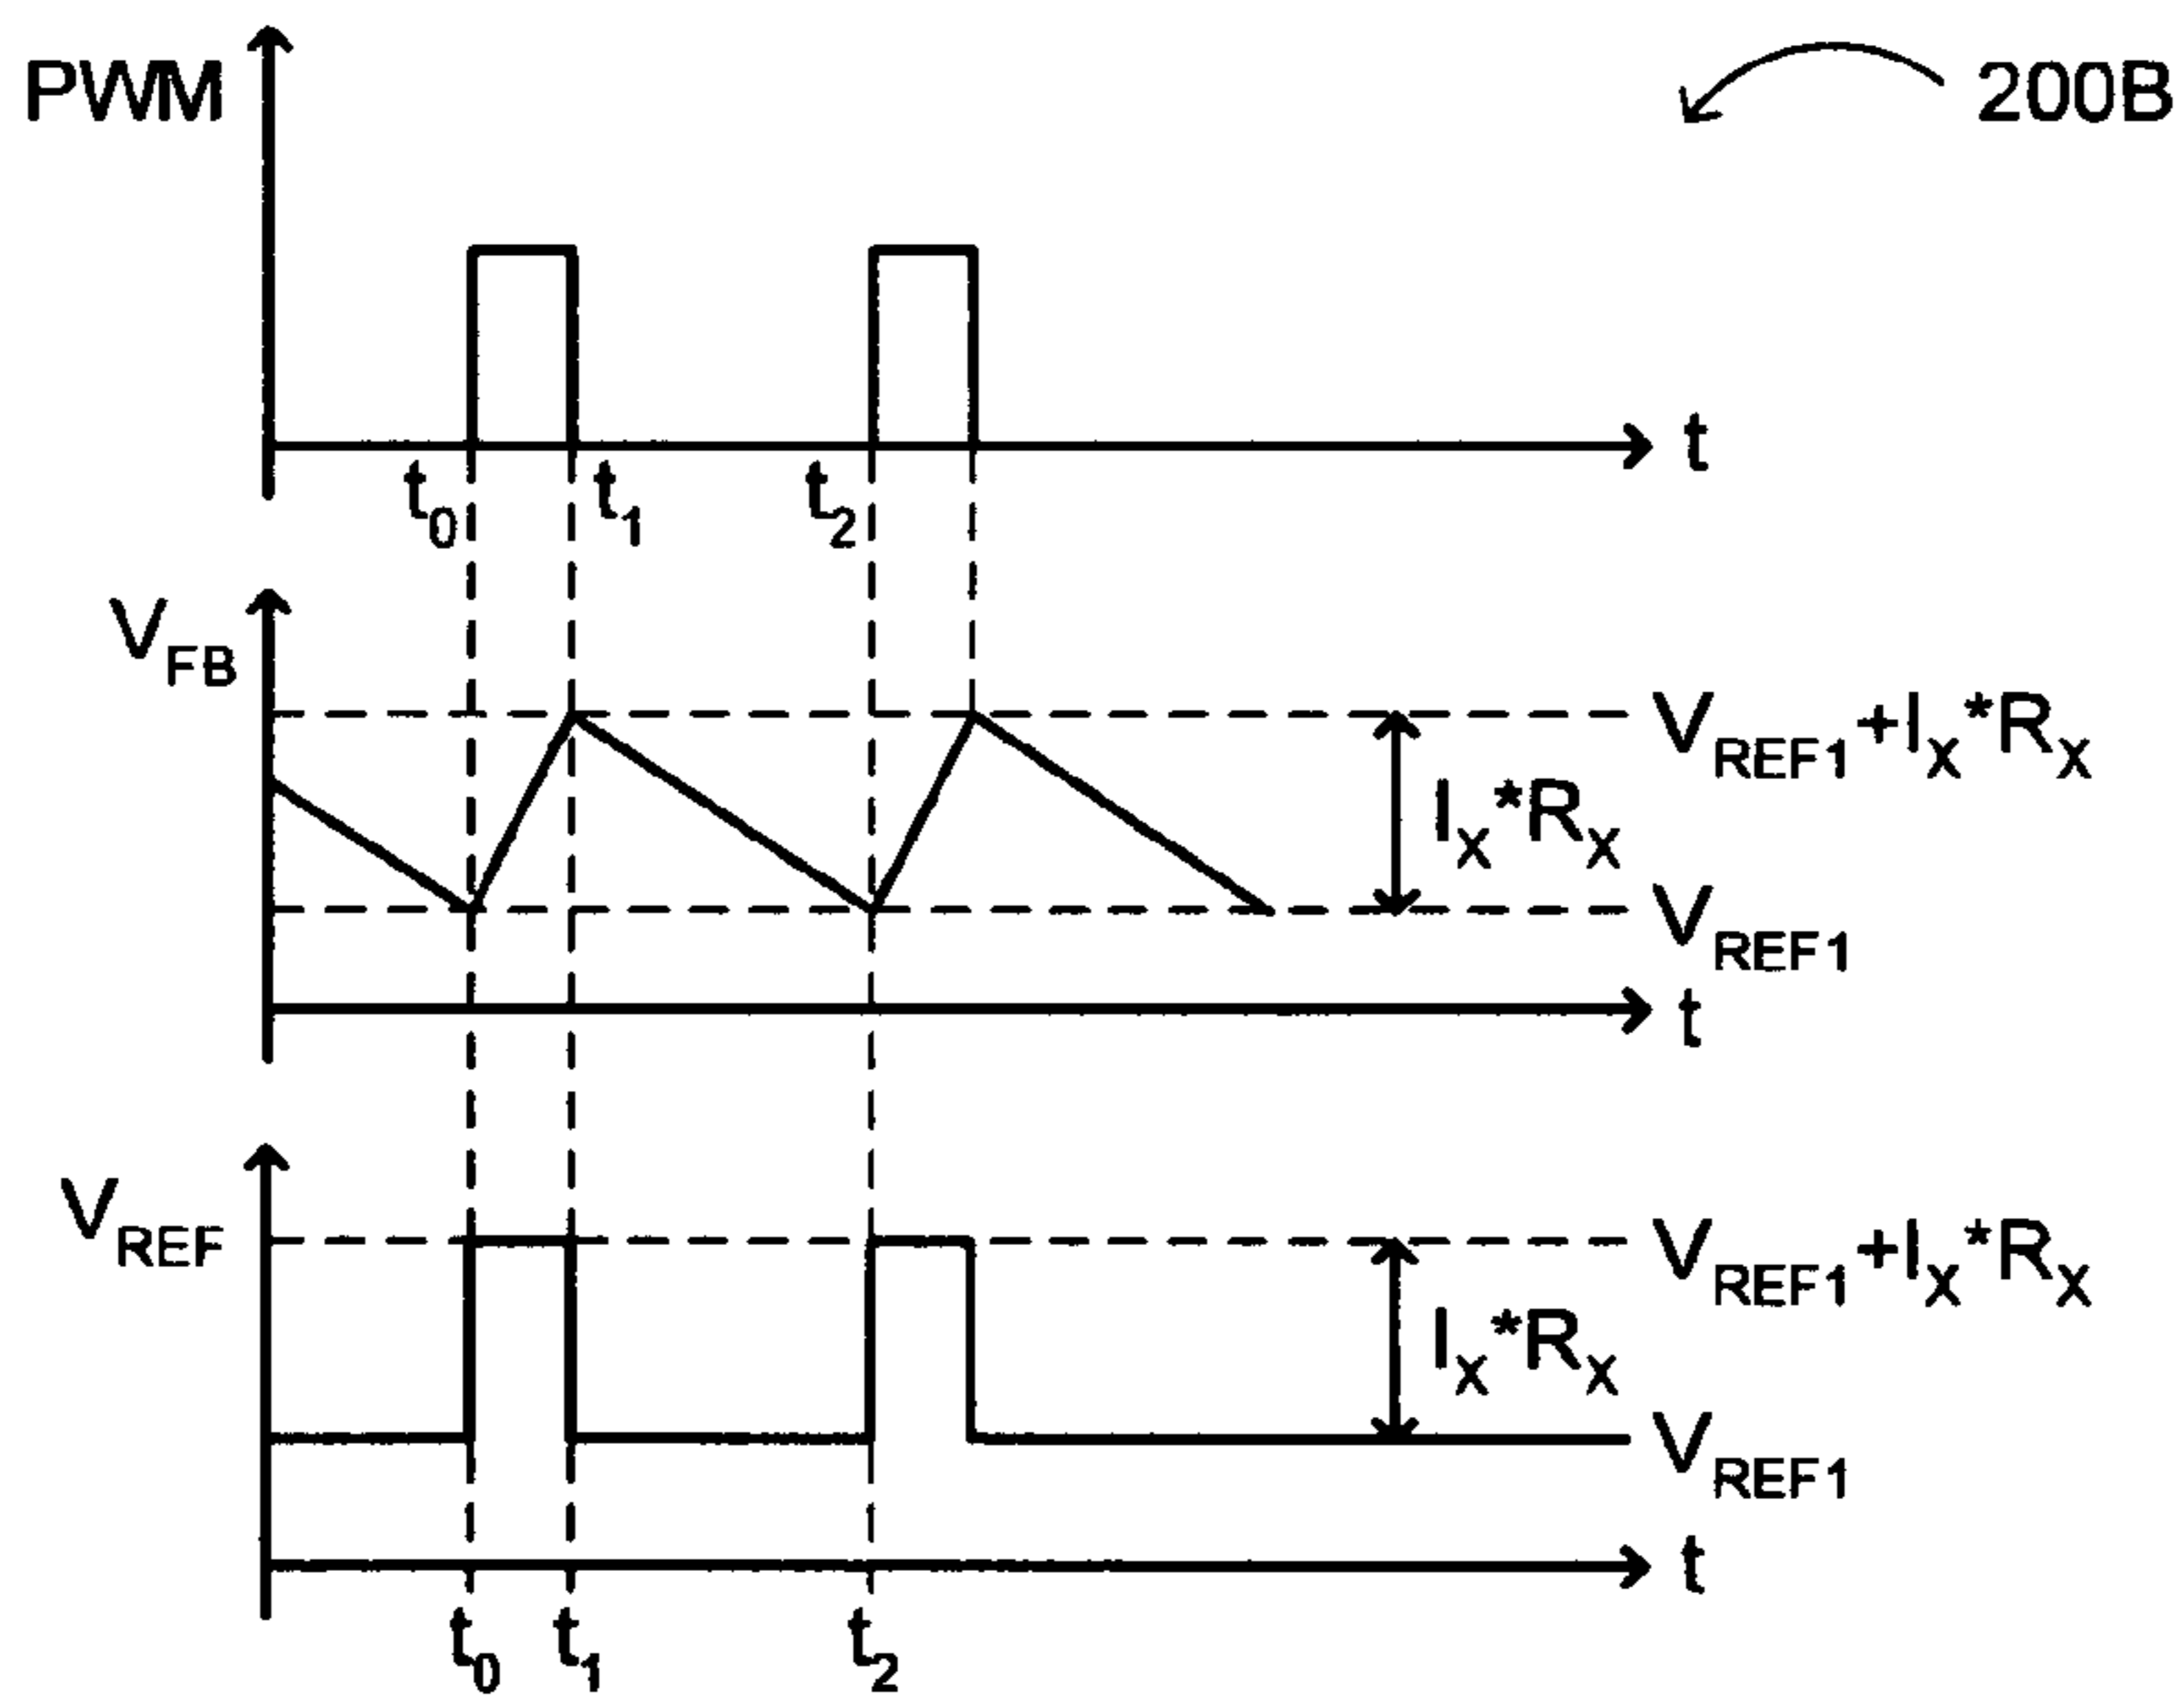 PWM
200B
t
t0
t1
t2
VFB
VREF1+IX*RX
IX*RX
VREF1
t
VREF
VREF1+IX*RX
IX*RX
VREF1
t
t0
t1
t2